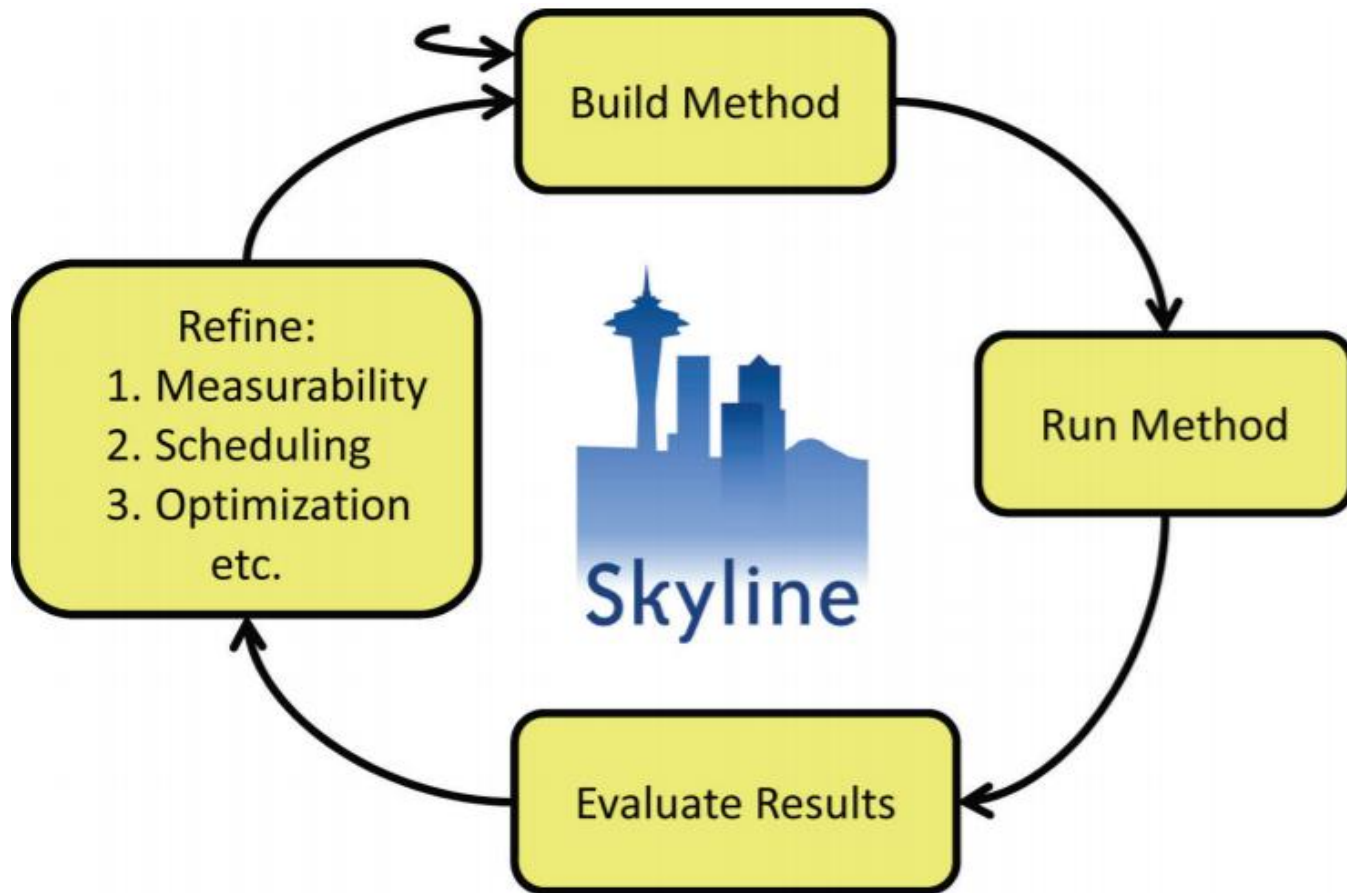 Build Method
Run Method
Evaluate Results
Refine:
1. Measurability
2. Scheduling
3. Optimization
etc.
Skyline